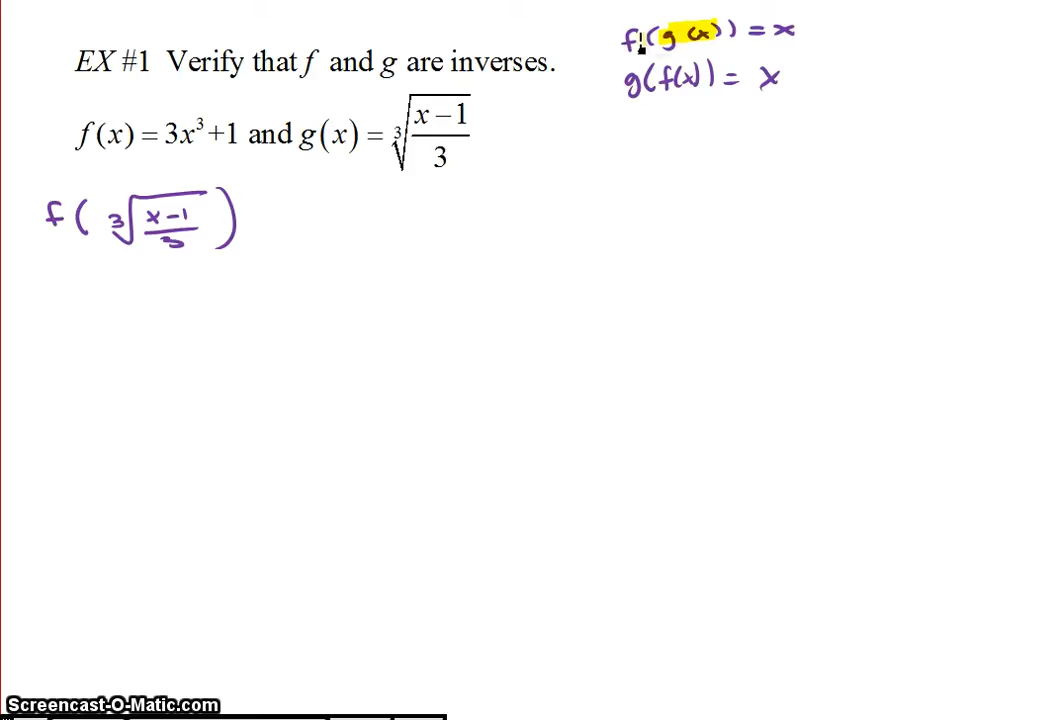 f(g(x)) = x
g(f(x)) = x
EX #1 Verify that f and g are inverses.
f(x) = 3x³+1 and g(x) = ∛((x−1)/3)
f(∛((x−1)/3))
Screencast-O-Matic.com